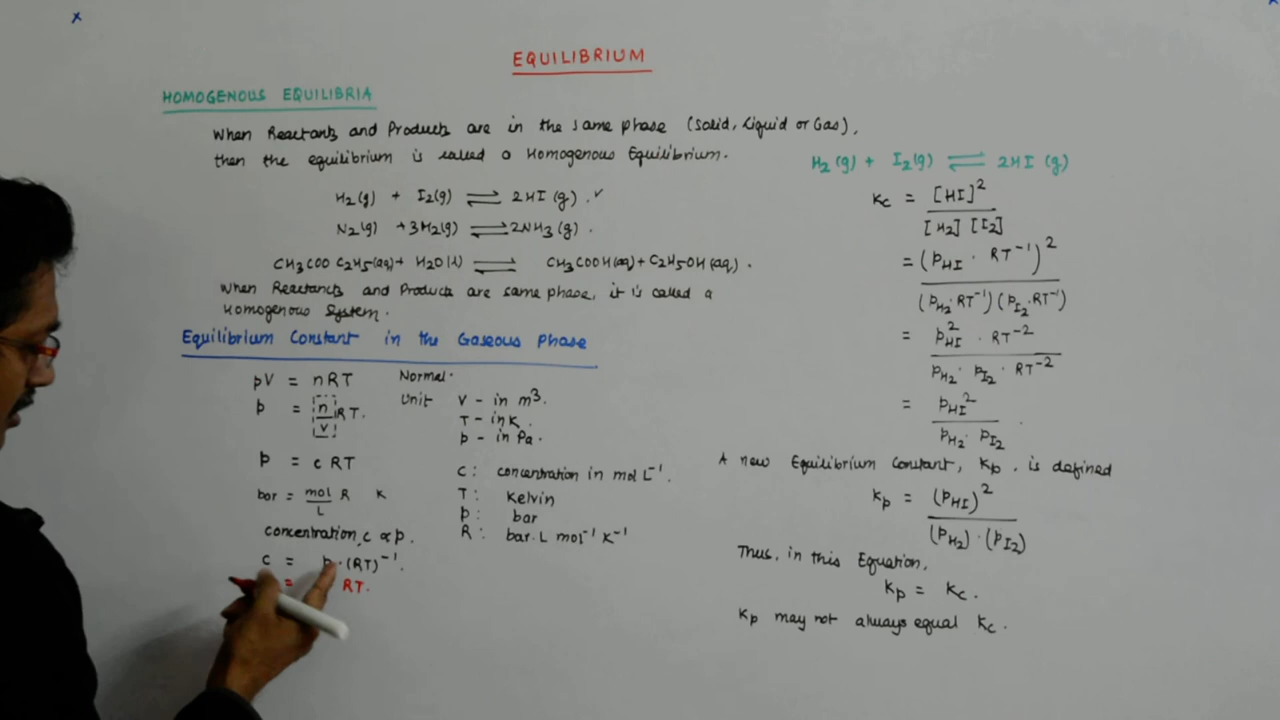 EQUILIBRIUM
HOMOGENOUS EQUILIBRIA
When Reactants and Products are in the same phase (Solid, Liquid or Gas),
then the equilibrium is called a Homogenous Equilibrium.
H₂(g) + I₂(g) ⇌ 2HI (g). ✓
N₂(g) + 3H₂(g) ⇌ 2NH₃(g).
CH₃COO C₂H₅(aq) + H₂O(l) ⇌ CH₃COOH(aq) + C₂H₅OH(aq).
When Reactants and Products are same phase, it is called a
Homogenous System.
Equilibrium Constant in the Gaseous Phase
pV = nRT Normal.
p = n/V RT. Unit V - in m³.
T - in K.
p - in Pa.
p = c RT
c: concentration in mol L⁻¹.
bar = mol/L R K T: Kelvin
p: bar
concentration, c ∝ p. R: bar. L mol⁻¹ K⁻¹
c = p · (RT)⁻¹.
= RT.
H₂(g) + I₂(g) ⇌ 2HI (g)
Kc = [HI]² / [H₂] [I₂]
= (pHI · RT⁻¹)² / (pH₂ · RT⁻¹) (pI₂ · RT⁻¹)
= p²HI · RT⁻² / pH₂ · pI₂ · RT⁻²
= pHI² / pH₂ · pI₂
A new Equilibrium Constant, Kp, is defined
Kp = (pHI)² / (pH₂) · (pI₂)
Thus, in this Equation,
Kp = Kc.
Kp may not always equal Kc.